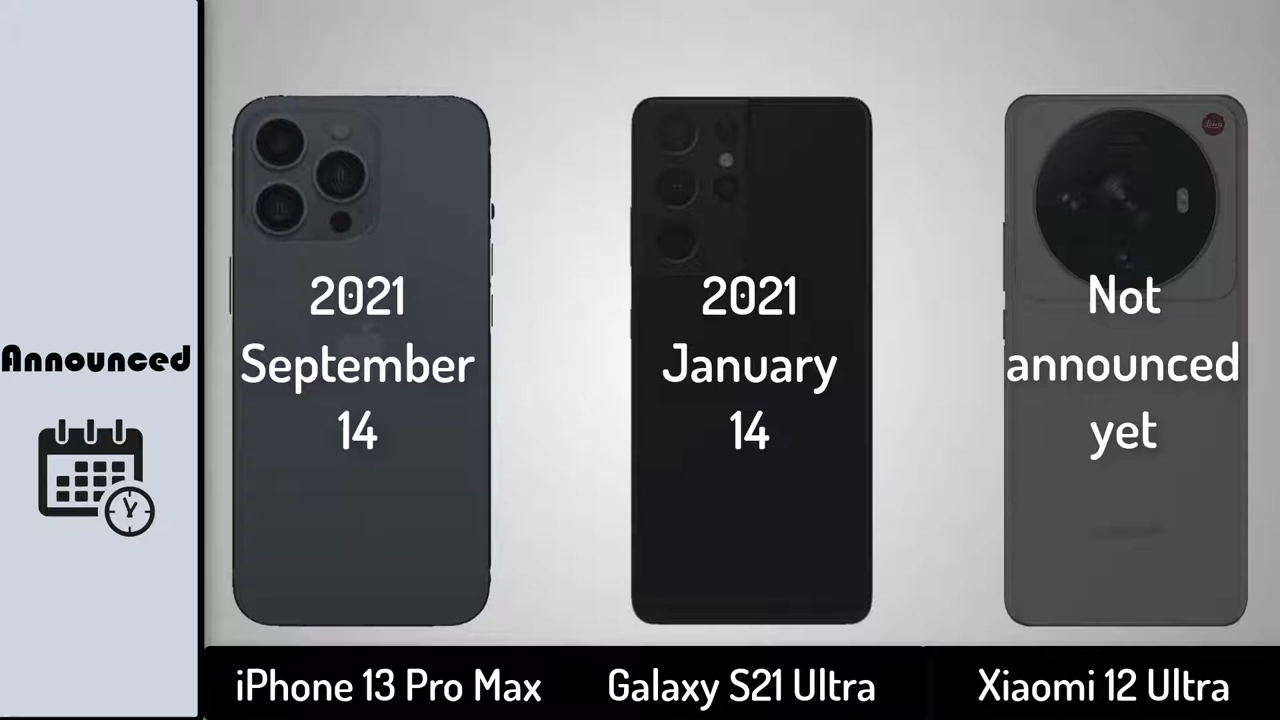 Announced
2021
September
14
iPhone 13 Pro Max
2021
January
14
Galaxy S21 Ultra
Not
announced
yet
Xiaomi 12 Ultra
Leica